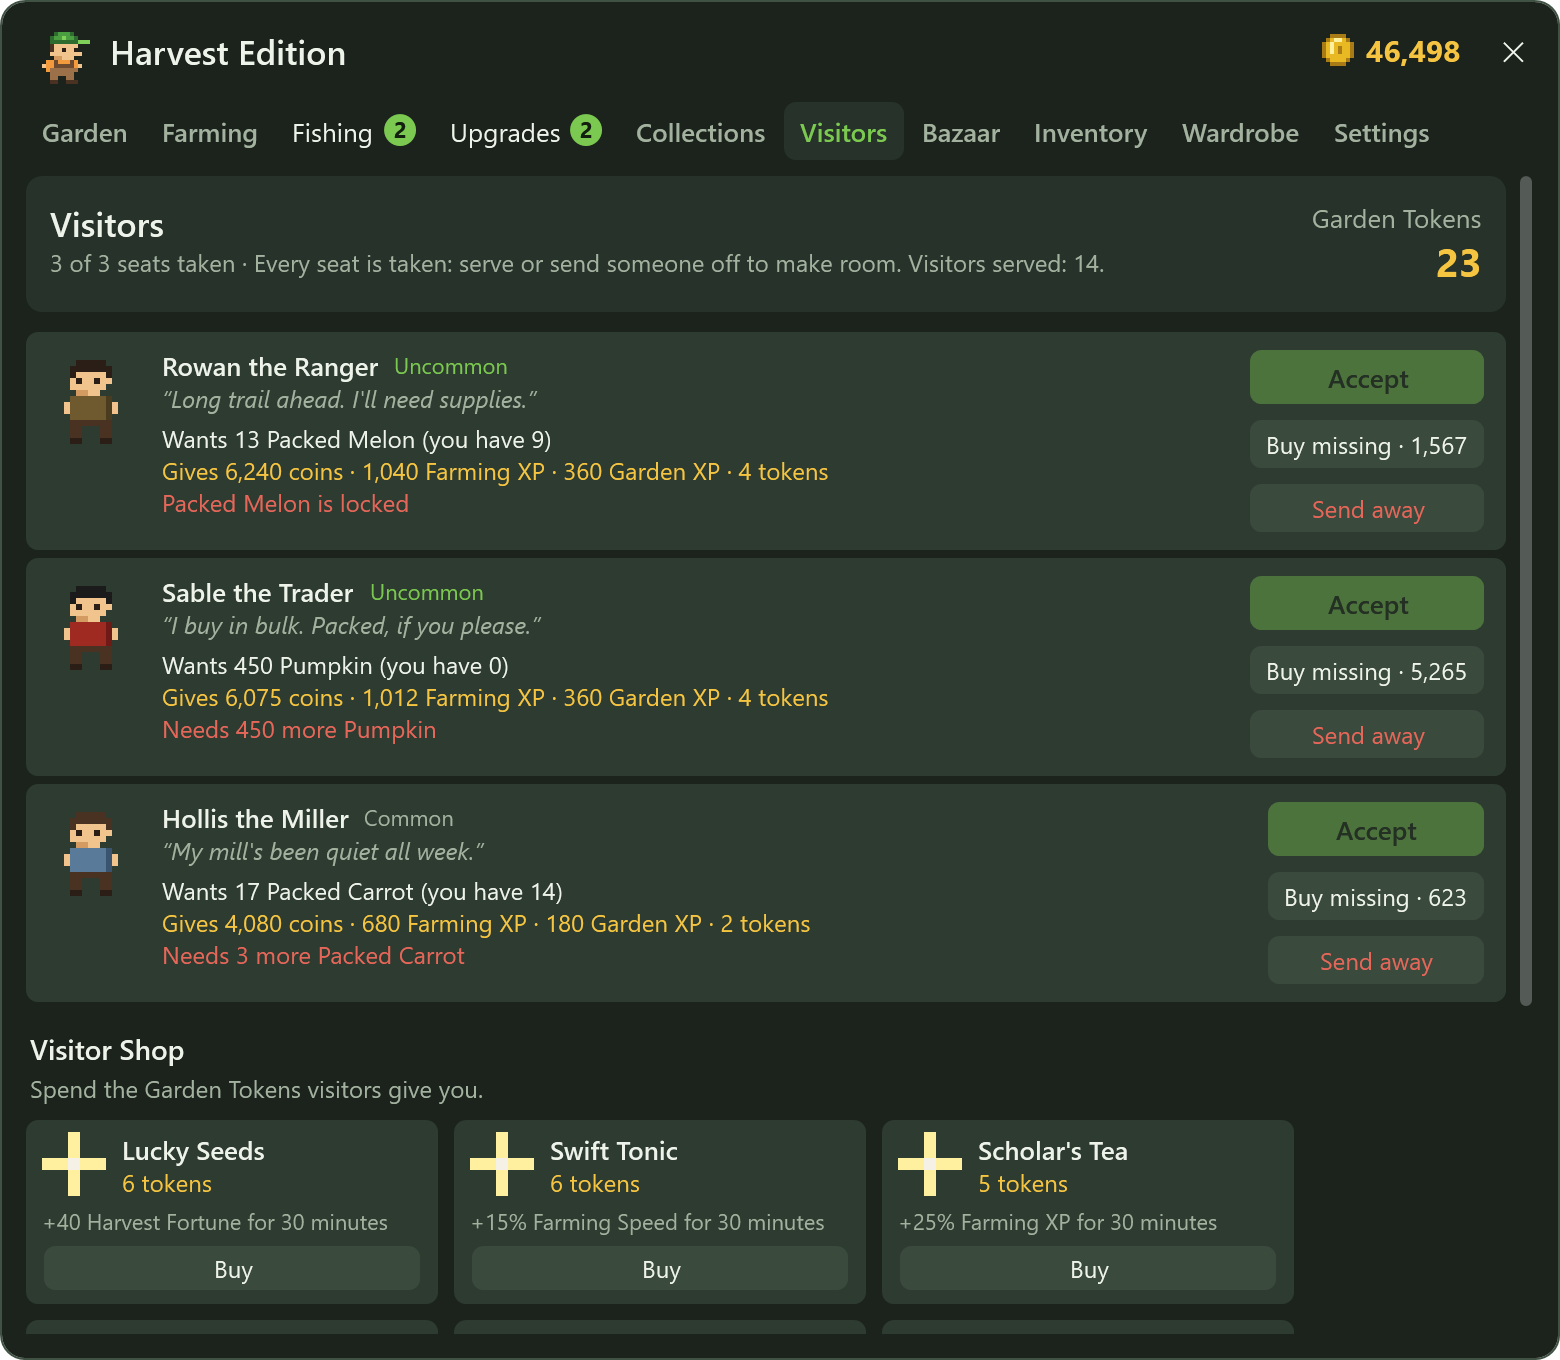 Harvest Edition
46,498
Garden Farming Fishing 2 Upgrades 2 Collections Visitors Bazaar Inventory Wardrobe Settings
Visitors
3 of 3 seats taken · Every seat is taken: serve or send someone off to make room. Visitors served: 14.
Garden Tokens
23
Rowan the Ranger Uncommon
“Long trail ahead. I'll need supplies.”
Wants 13 Packed Melon (you have 9)
Gives 6,240 coins · 1,040 Farming XP · 360 Garden XP · 4 tokens
Packed Melon is locked
Accept
Buy missing · 1,567
Send away
Sable the Trader Uncommon
“I buy in bulk. Packed, if you please.”
Wants 450 Pumpkin (you have 0)
Gives 6,075 coins · 1,012 Farming XP · 360 Garden XP · 4 tokens
Needs 450 more Pumpkin
Accept
Buy missing · 5,265
Send away
Hollis the Miller Common
“My mill's been quiet all week.”
Wants 17 Packed Carrot (you have 14)
Gives 4,080 coins · 680 Farming XP · 180 Garden XP · 2 tokens
Needs 3 more Packed Carrot
Accept
Buy missing · 623
Send away
Visitor Shop
Spend the Garden Tokens visitors give you.
Lucky Seeds
6 tokens
+40 Harvest Fortune for 30 minutes
Buy
Swift Tonic
6 tokens
+15% Farming Speed for 30 minutes
Buy
Scholar's Tea
5 tokens
+25% Farming XP for 30 minutes
Buy